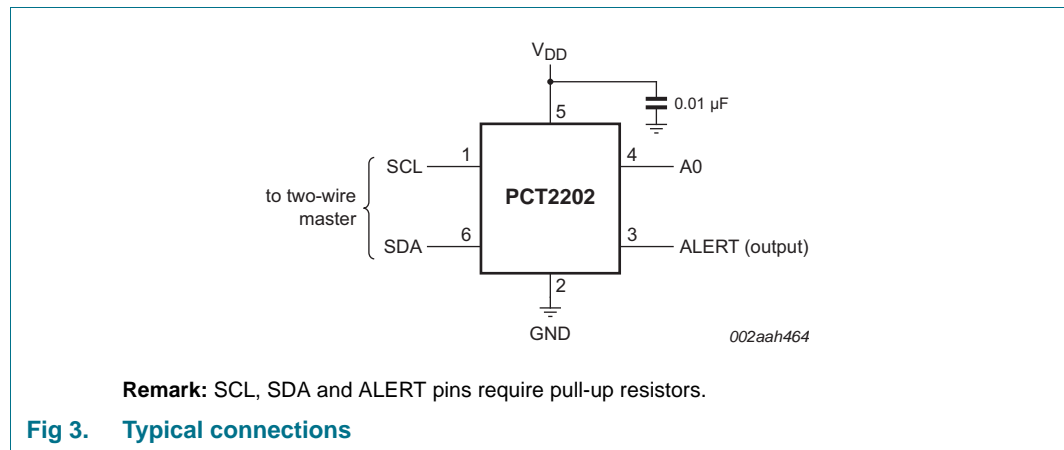 VDD
0.01 μF
5
1
4
SCL
A0
to two-wire
master
PCT2202
6
3
SDA
ALERT (output)
2
GND
002aah464
Remark: SCL, SDA and ALERT pins require pull-up resistors.
Fig 3. Typical connections